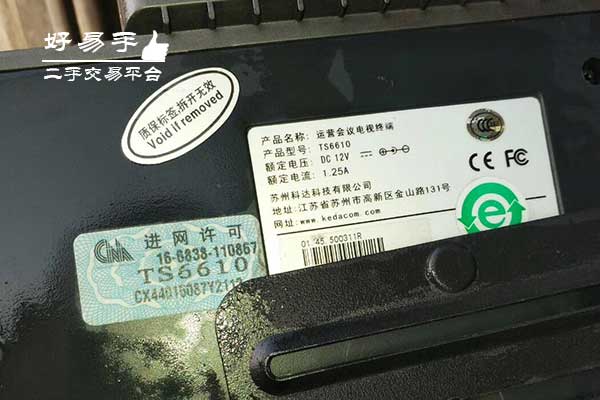 好易手
二手交易平台
质保标签,拆开无效
Void if removed
产品名称: 运营会议电视终端
产品型号: TS6610
额定电压: DC 12V
额定电流: 1.25A
苏州科达科技有限公司
地址:江苏省苏州市高新区金山路131号
网址:www.kedacom.com
CE FC
e
进网许可
16-6838-110867
TS6610
01 45 500311R